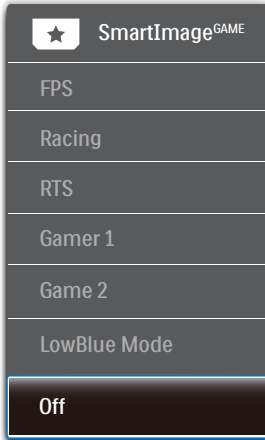 SmartImageGAME
FPS
Racing
RTS
Gamer 1
Game 2
LowBlue Mode
Off